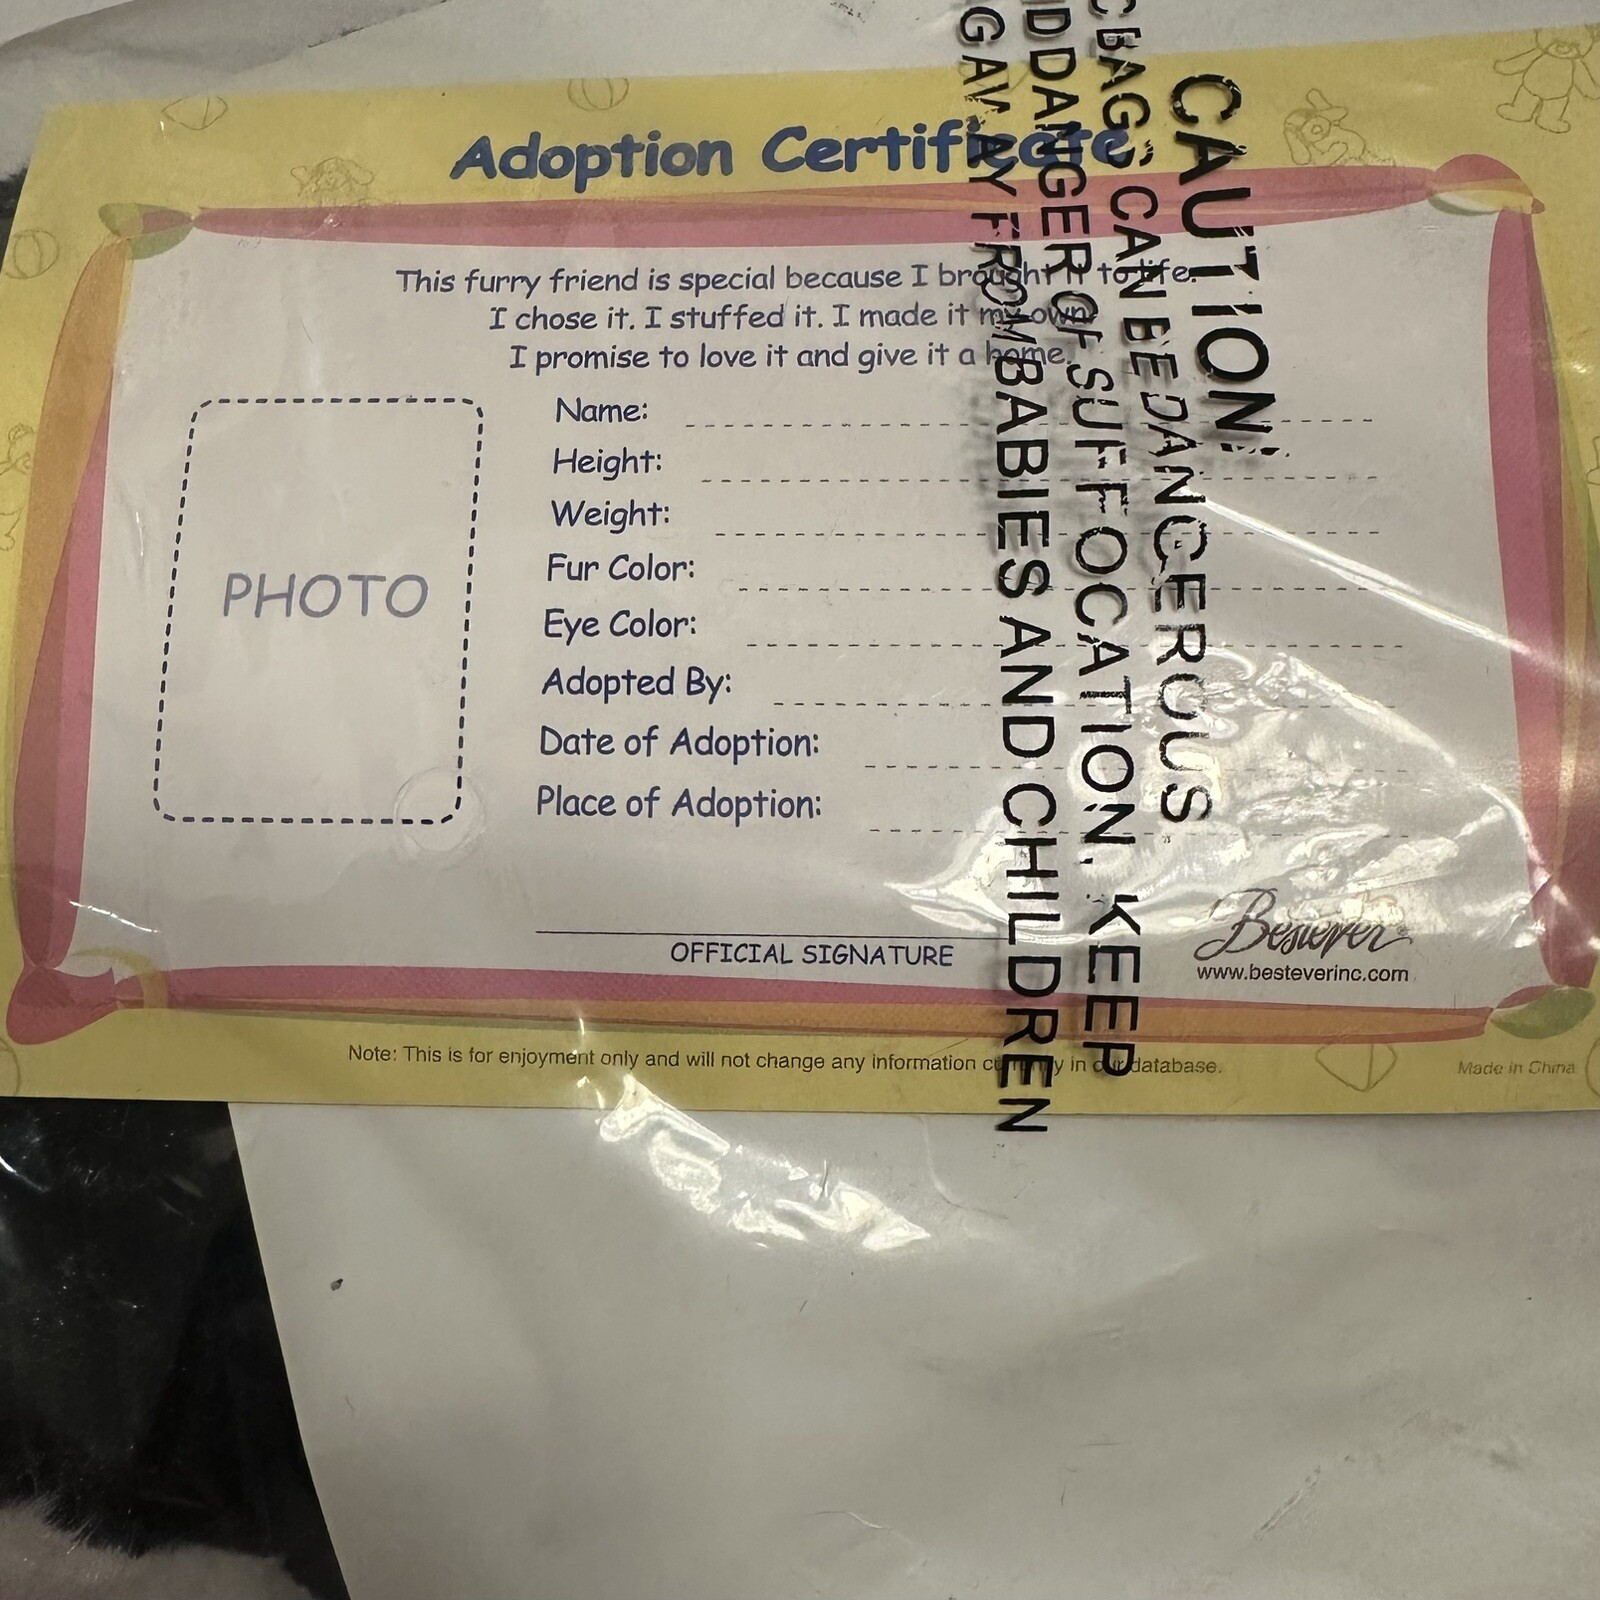 Adoption Certificate
This furry friend is special because I brought it to life.
I chose it. I stuffed it. I made it my own.
I promise to love it and give it a home.
PHOTO
Name:
Height:
Weight:
Fur Color:
Eye Color:
Adopted By:
Date of Adoption:
Place of Adoption:
OFFICIAL SIGNATURE
Bestever
www.besteverinc.com
Note: This is for enjoyment only and will not change any information currently in our database.
Made in China
CAUTION:
BAGS CAN BE DANGEROUS
DANGER OF SUFFOCATION. KEEP
AWAY FROM BABIES AND CHILDREN